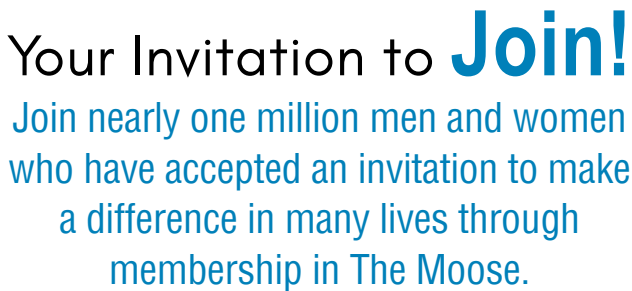 Your Invitation to Join!
Join nearly one million men and women
who have accepted an invitation to make
a difference in many lives through
membership in The Moose.